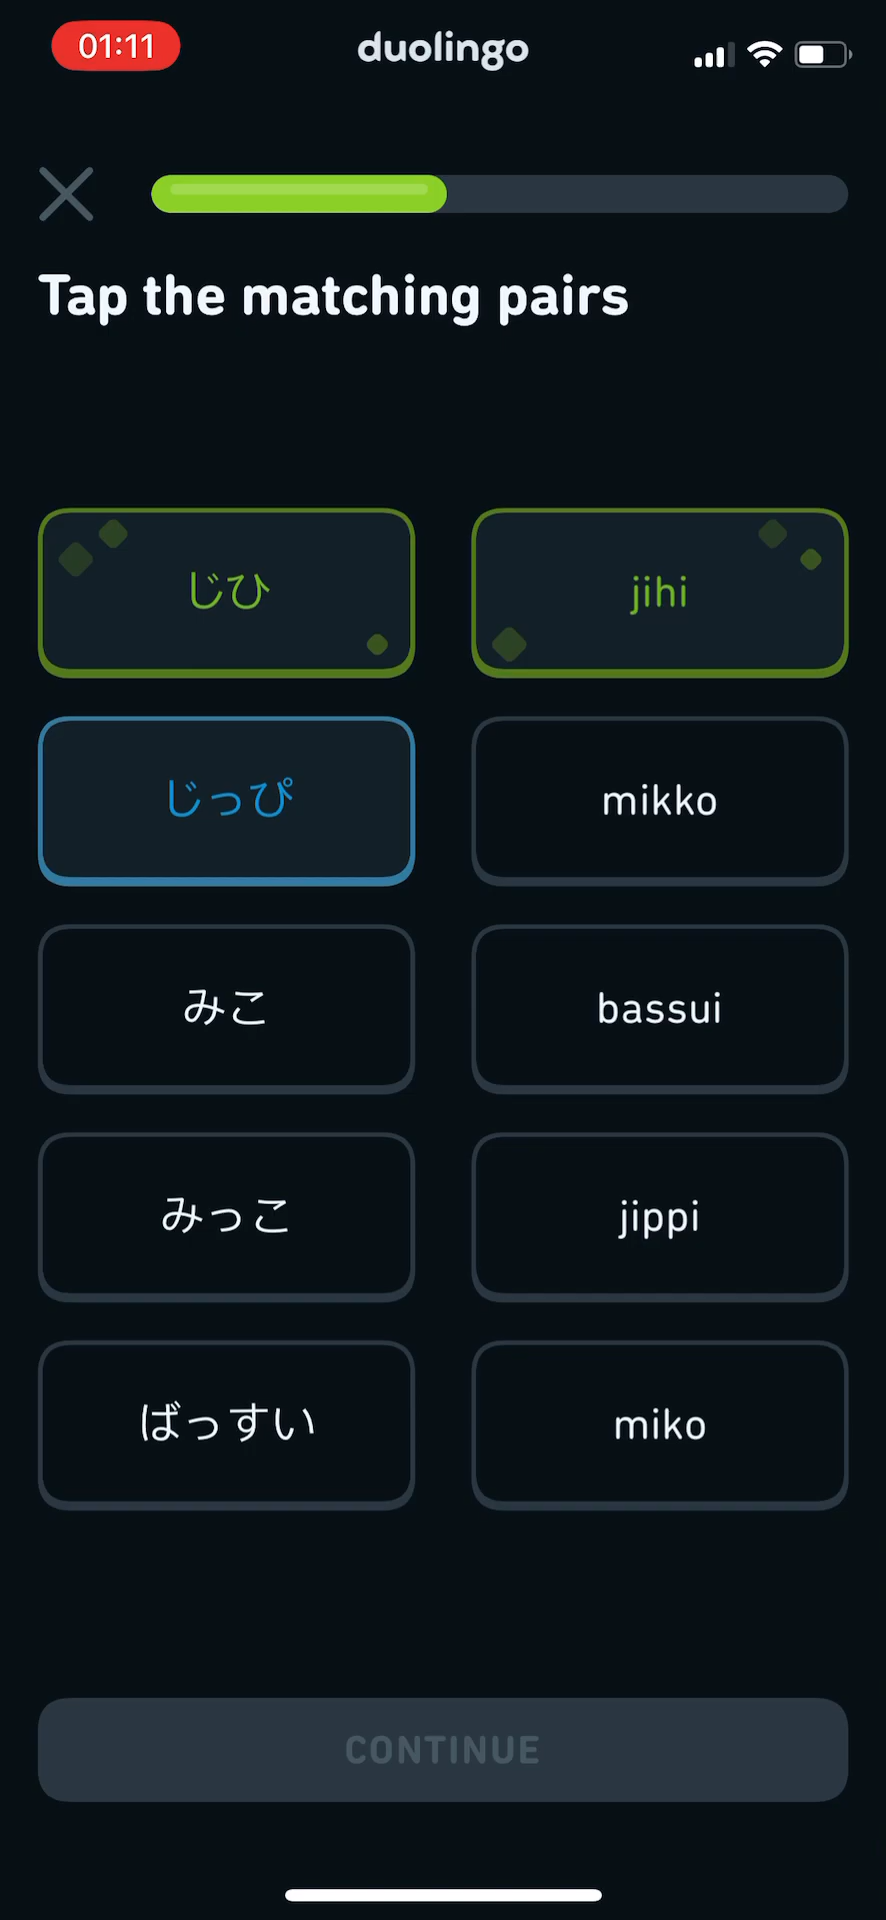 01:11
duolingo
Tap the matching pairs
じひ
jihi
じっぴ
mikko
みこ
bassui
みっこ
jippi
ばっすい
miko
CONTINUE